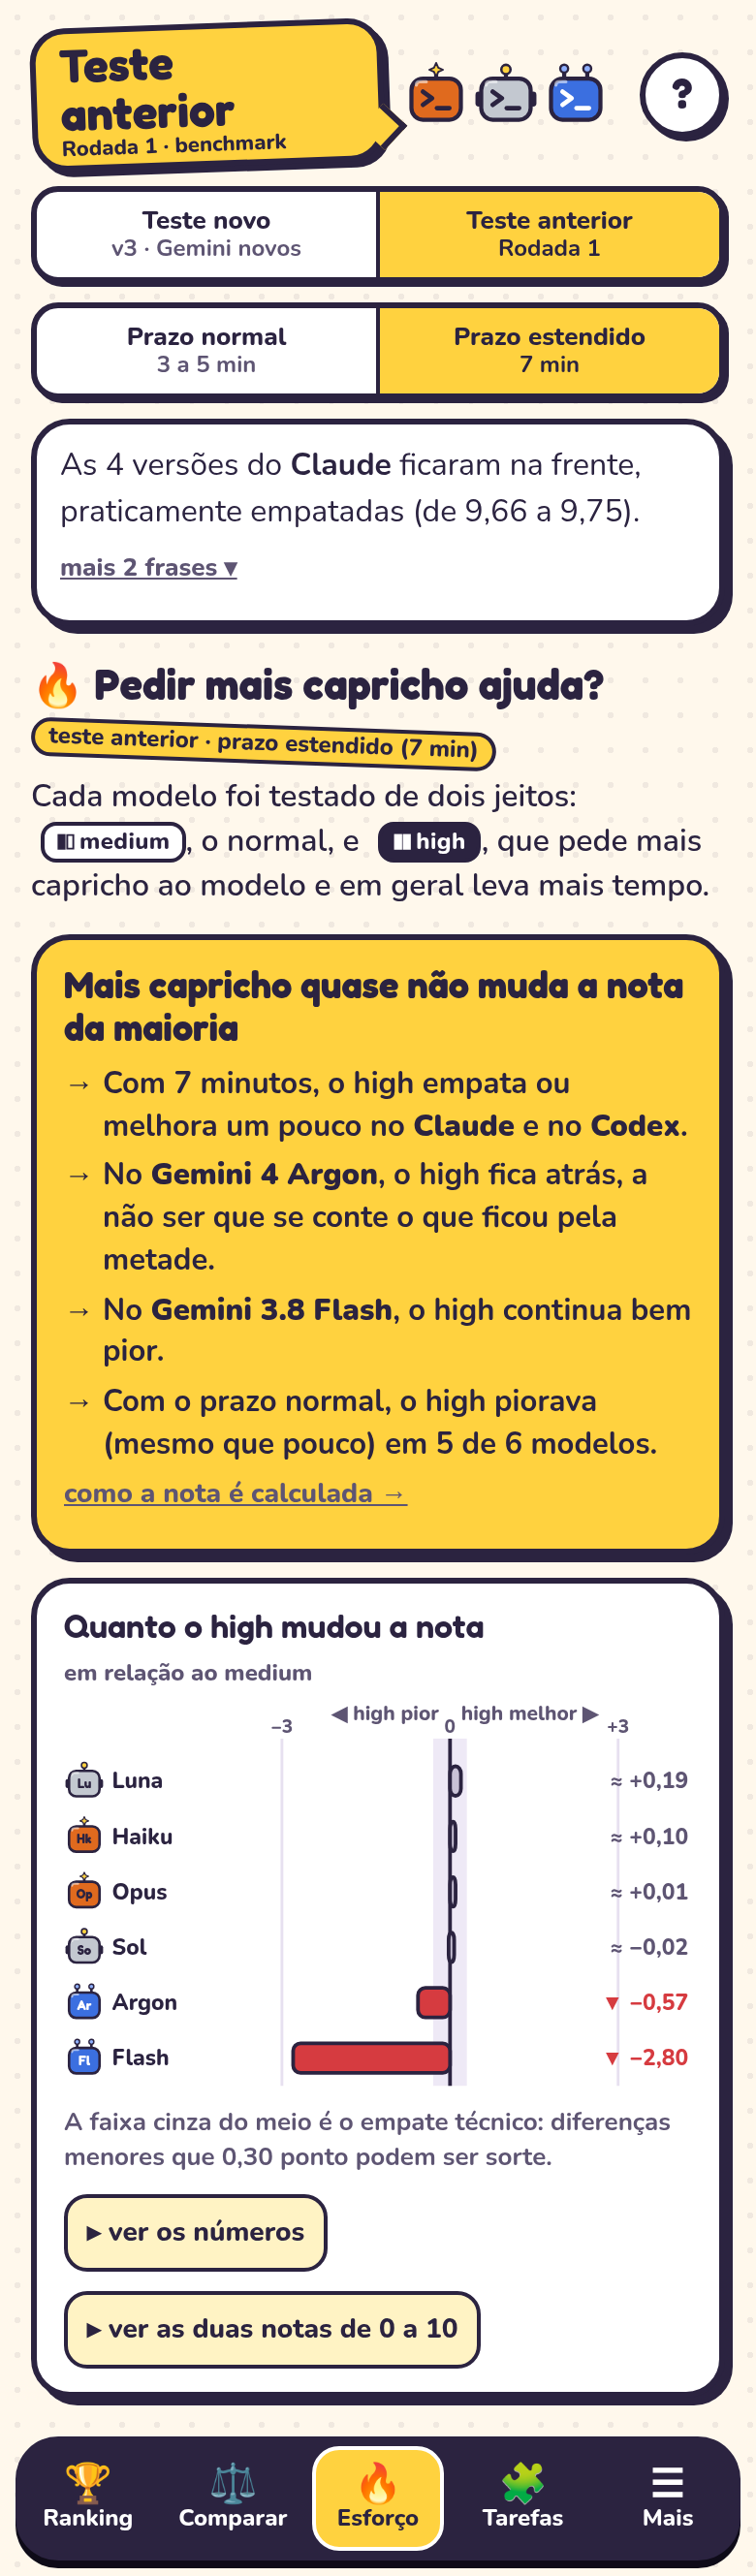 Teste
anterior
Rodada 1 · benchmark
>_ >_ >_
?
Teste novo
v3 · Gemini novos
Teste anterior
Rodada 1
Prazo normal
3 a 5 min
Prazo estendido
7 min
As 4 versões do Claude ficaram na frente,
praticamente empatadas (de 9,66 a 9,75).
mais 2 frases ▾
🔥 Pedir mais capricho ajuda?
teste anterior · prazo estendido (7 min)
Cada modelo foi testado de dois jeitos:
medium, o normal, e high, que pede mais
capricho ao modelo e em geral leva mais tempo.
Mais capricho quase não muda a nota
da maioria
→ Com 7 minutos, o high empata ou
melhora um pouco no Claude e no Codex.
→ No Gemini 4 Argon, o high fica atrás, a
não ser que se conte o que ficou pela
metade.
→ No Gemini 3.8 Flash, o high continua bem
pior.
→ Com o prazo normal, o high piorava
(mesmo que pouco) em 5 de 6 modelos.
como a nota é calculada →
Quanto o high mudou a nota
em relação ao medium
◀ high pior high melhor ▶
−3 0 +3
Lu Luna ≈ +0,19
Hk Haiku ≈ +0,10
Op Opus ≈ +0,01
So Sol ≈ −0,02
Ar Argon ▼ −0,57
Fl Flash ▼ −2,80
A faixa cinza do meio é o empate técnico: diferenças
menores que 0,30 ponto podem ser sorte.
▸ ver os números
▸ ver as duas notas de 0 a 10
Ranking Comparar Esforço Tarefas Mais